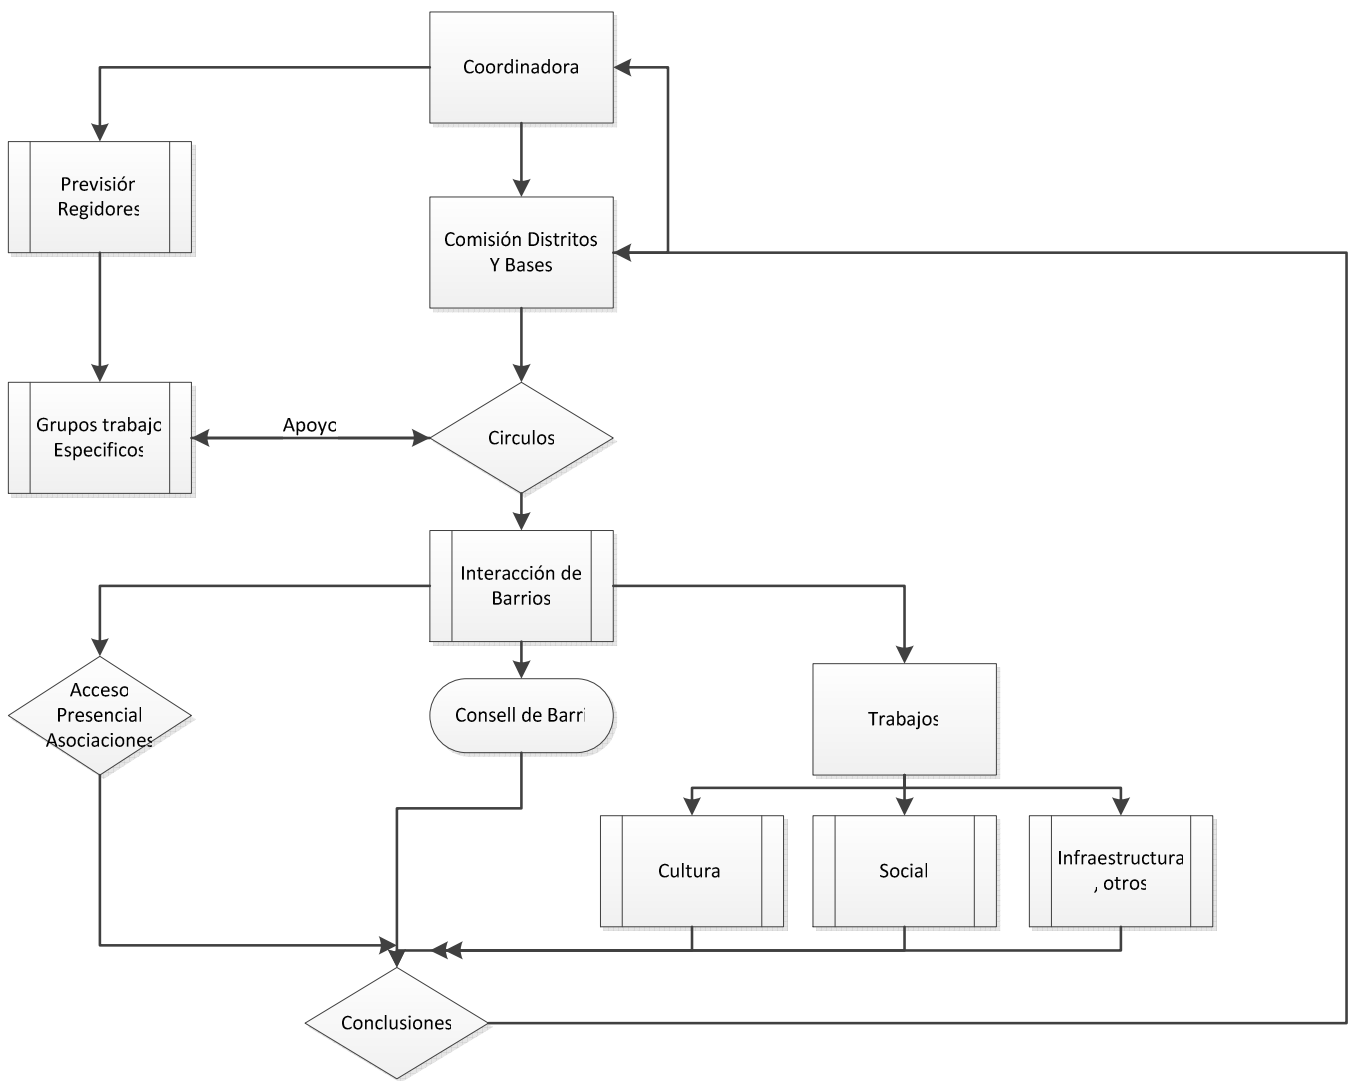 Coordinadora
Previsión
Regidores
Comisión Distritos
Y Bases
Grupos trabajo
Especificos
Apoyo
Circulos
Interacción de
Barrios
Acceso
Presencial
Asociaciones
Consell de Barri
Trabajos
Cultura
Social
Infraestructura
, otros
Conclusiones